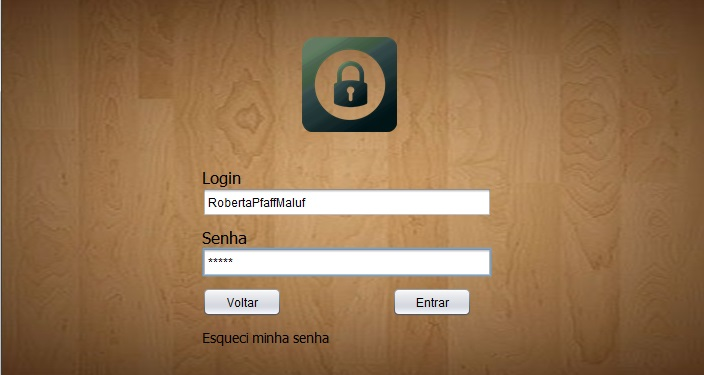 Login
RobertaPfaffMaluf
Senha
*****
Voltar Entrar
Esqueci minha senha